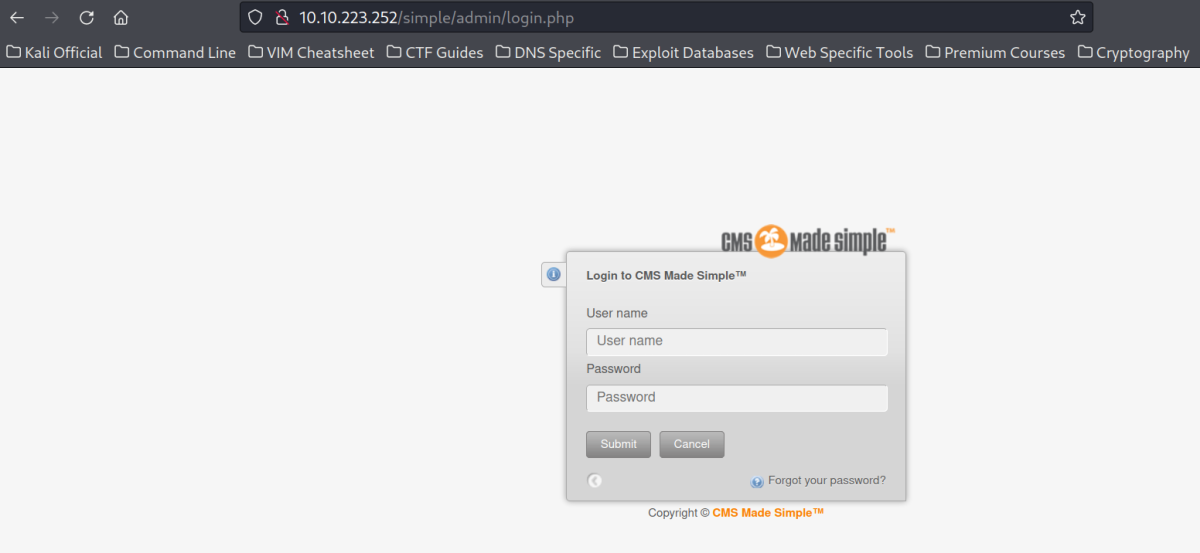 10.10.223.252/simple/admin/login.php
Kali Official Command Line VIM Cheatsheet CTF Guides DNS Specific Exploit Databases Web Specific Tools Premium Courses Cryptography
CMS Made simple™
Login to CMS Made Simple™
User name
User name
Password
Password
Submit Cancel
Forgot your password?
Copyright © CMS Made Simple™